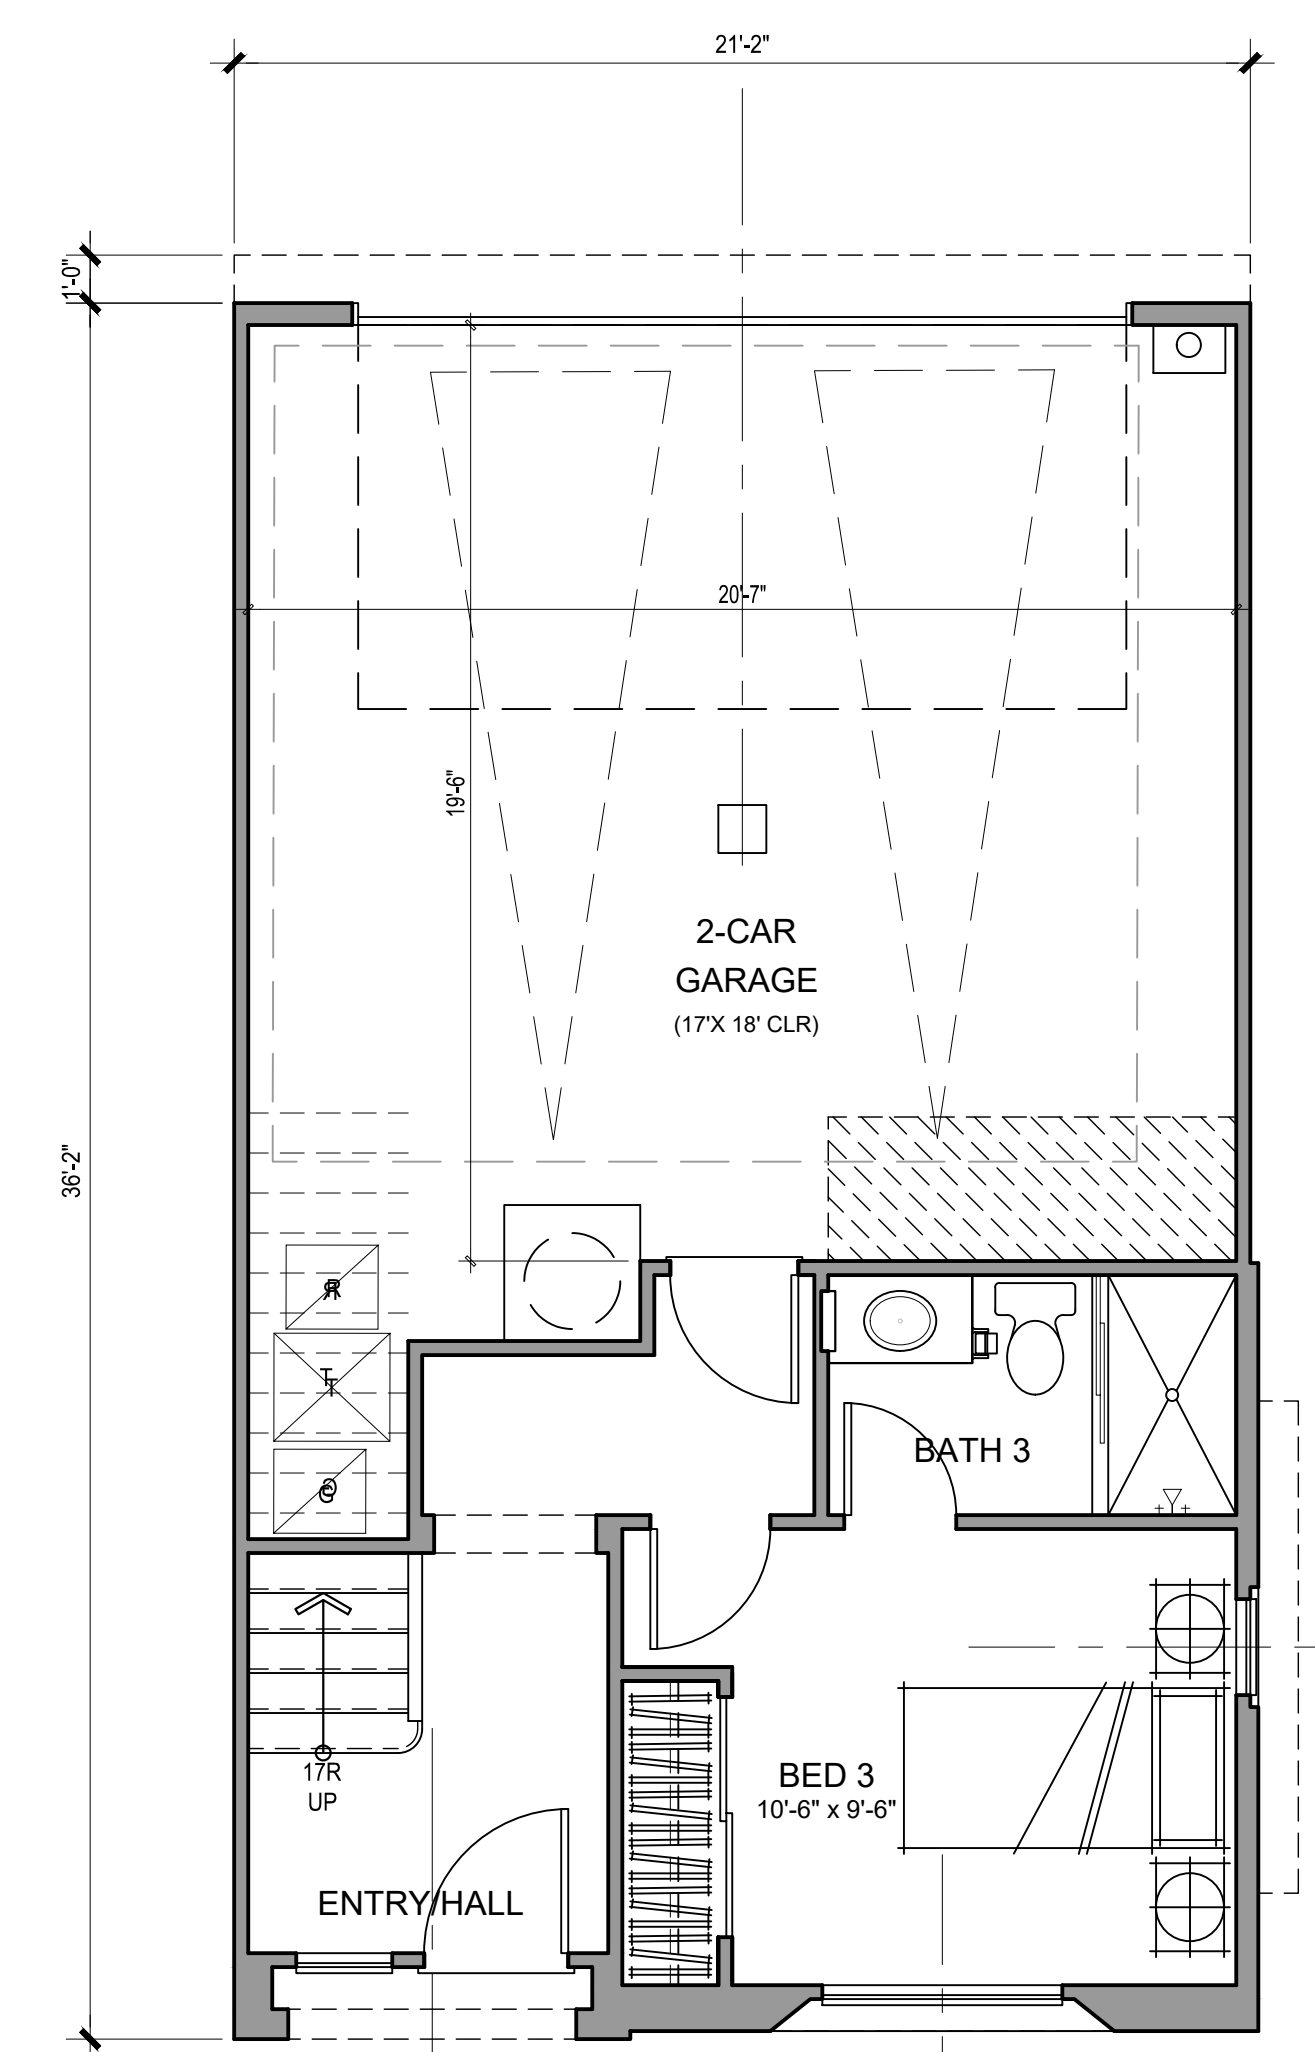 21'-2"
1'-0"
20'-7"
19'-6"
2-CAR
GARAGE
(17'X 18' CLR)
36'-2"
R
T
T
BATH 3
17R
UP
BED 3
10'-6" x 9'-6"
ENTRY/HALL